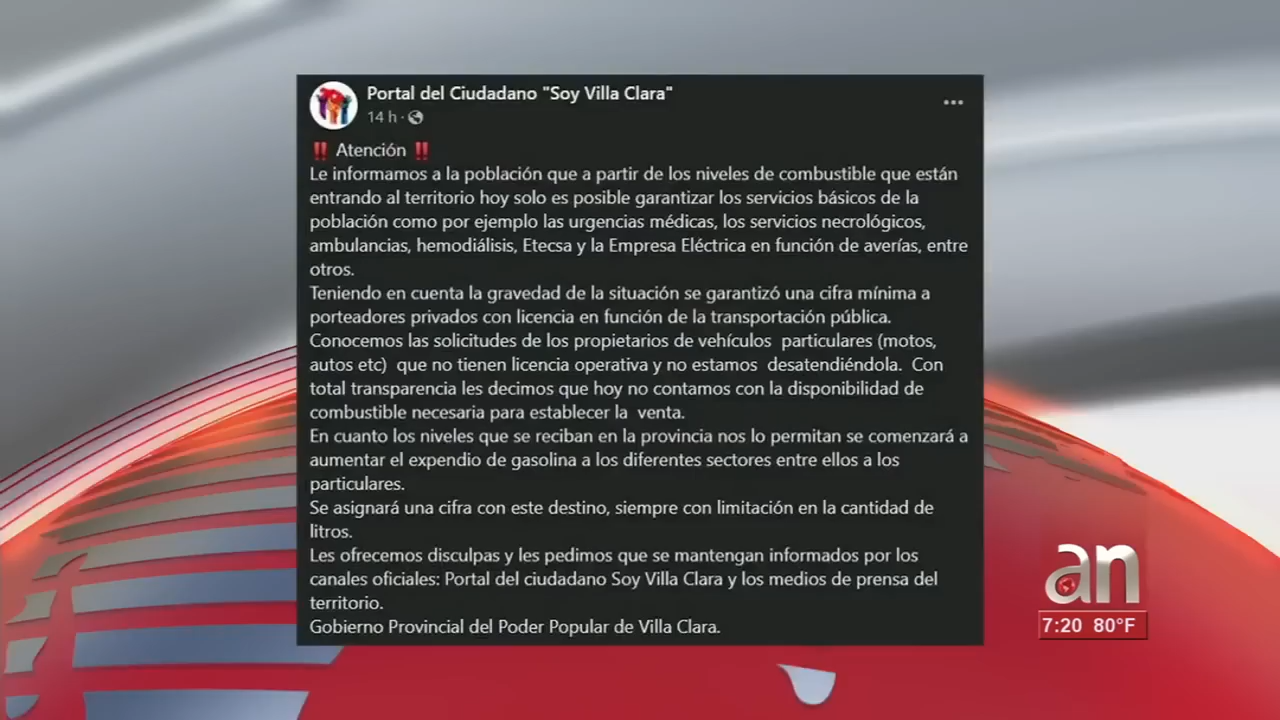 Portal del Ciudadano "Soy Villa Clara"
14 h ·
‼ Atención ‼
Le informamos a la población que a partir de los niveles de combustible que están
entrando al territorio hoy solo es posible garantizar los servicios básicos de la
población como por ejemplo las urgencias médicas, los servicios necrológicos,
ambulancias, hemodiálisis, Etecsa y la Empresa Eléctrica en función de averías, entre
otros.
Teniendo en cuenta la gravedad de la situación se garantizó una cifra mínima a
porteadores privados con licencia en función de la transportación pública.
Conocemos las solicitudes de los propietarios de vehículos particulares (motos,
autos etc) que no tienen licencia operativa y no estamos desatendiéndola. Con
total transparencia les decimos que hoy no contamos con la disponibilidad de
combustible necesaria para establecer la venta.
En cuanto los niveles que se reciban en la provincia nos lo permitan se comenzará a
aumentar el expendio de gasolina a los diferentes sectores entre ellos a los
particulares.
Se asignará una cifra con este destino, siempre con limitación en la cantidad de
litros.
Les ofrecemos disculpas y les pedimos que se mantengan informados por los
canales oficiales: Portal del ciudadano Soy Villa Clara y los medios de prensa del
territorio.
Gobierno Provincial del Poder Popular de Villa Clara.
an
7:20 80°F